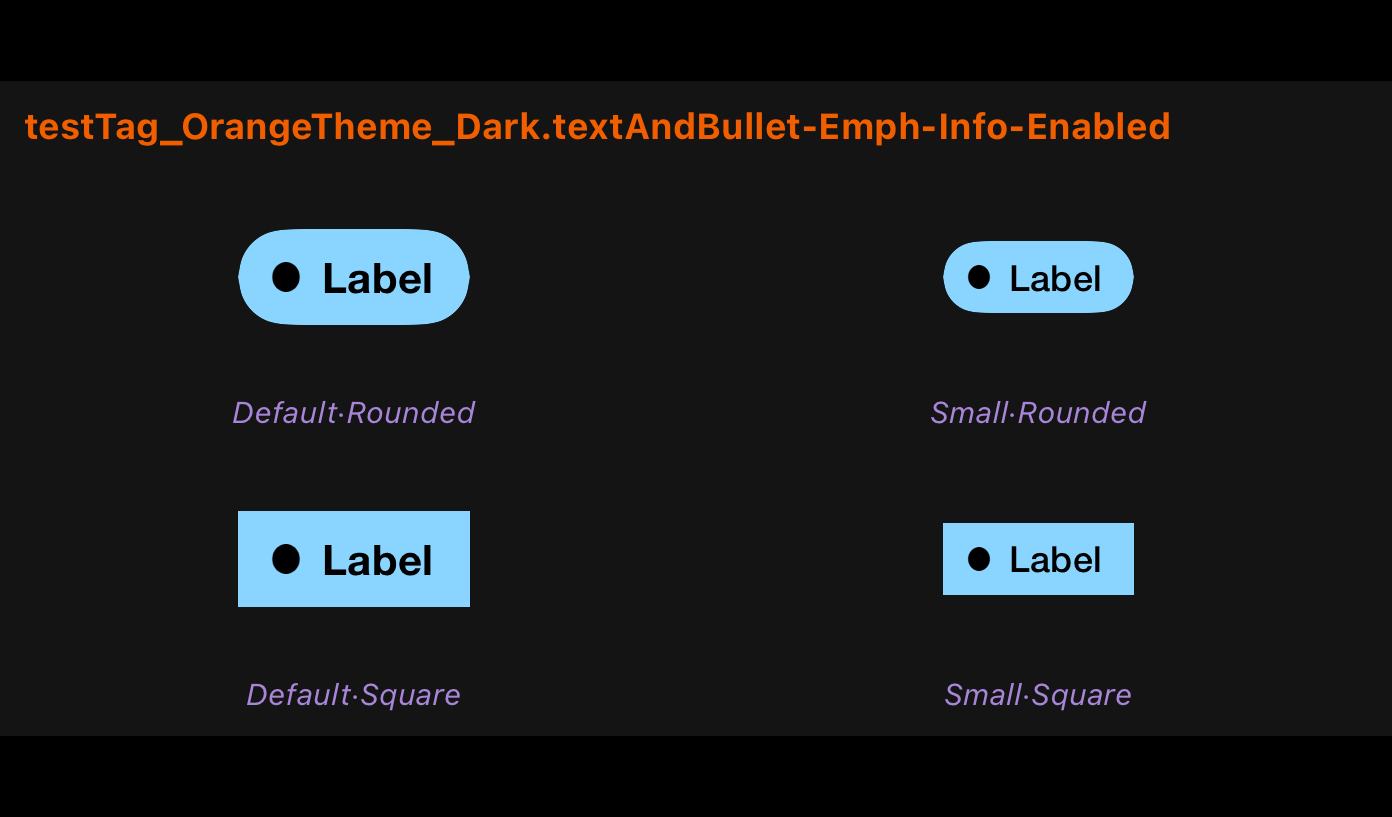 testTag_OrangeTheme_Dark.textAndBullet-Emph-Info-Enabled
Label
Label
Default·Rounded
Small·Rounded
Label
Label
Default·Square
Small·Square